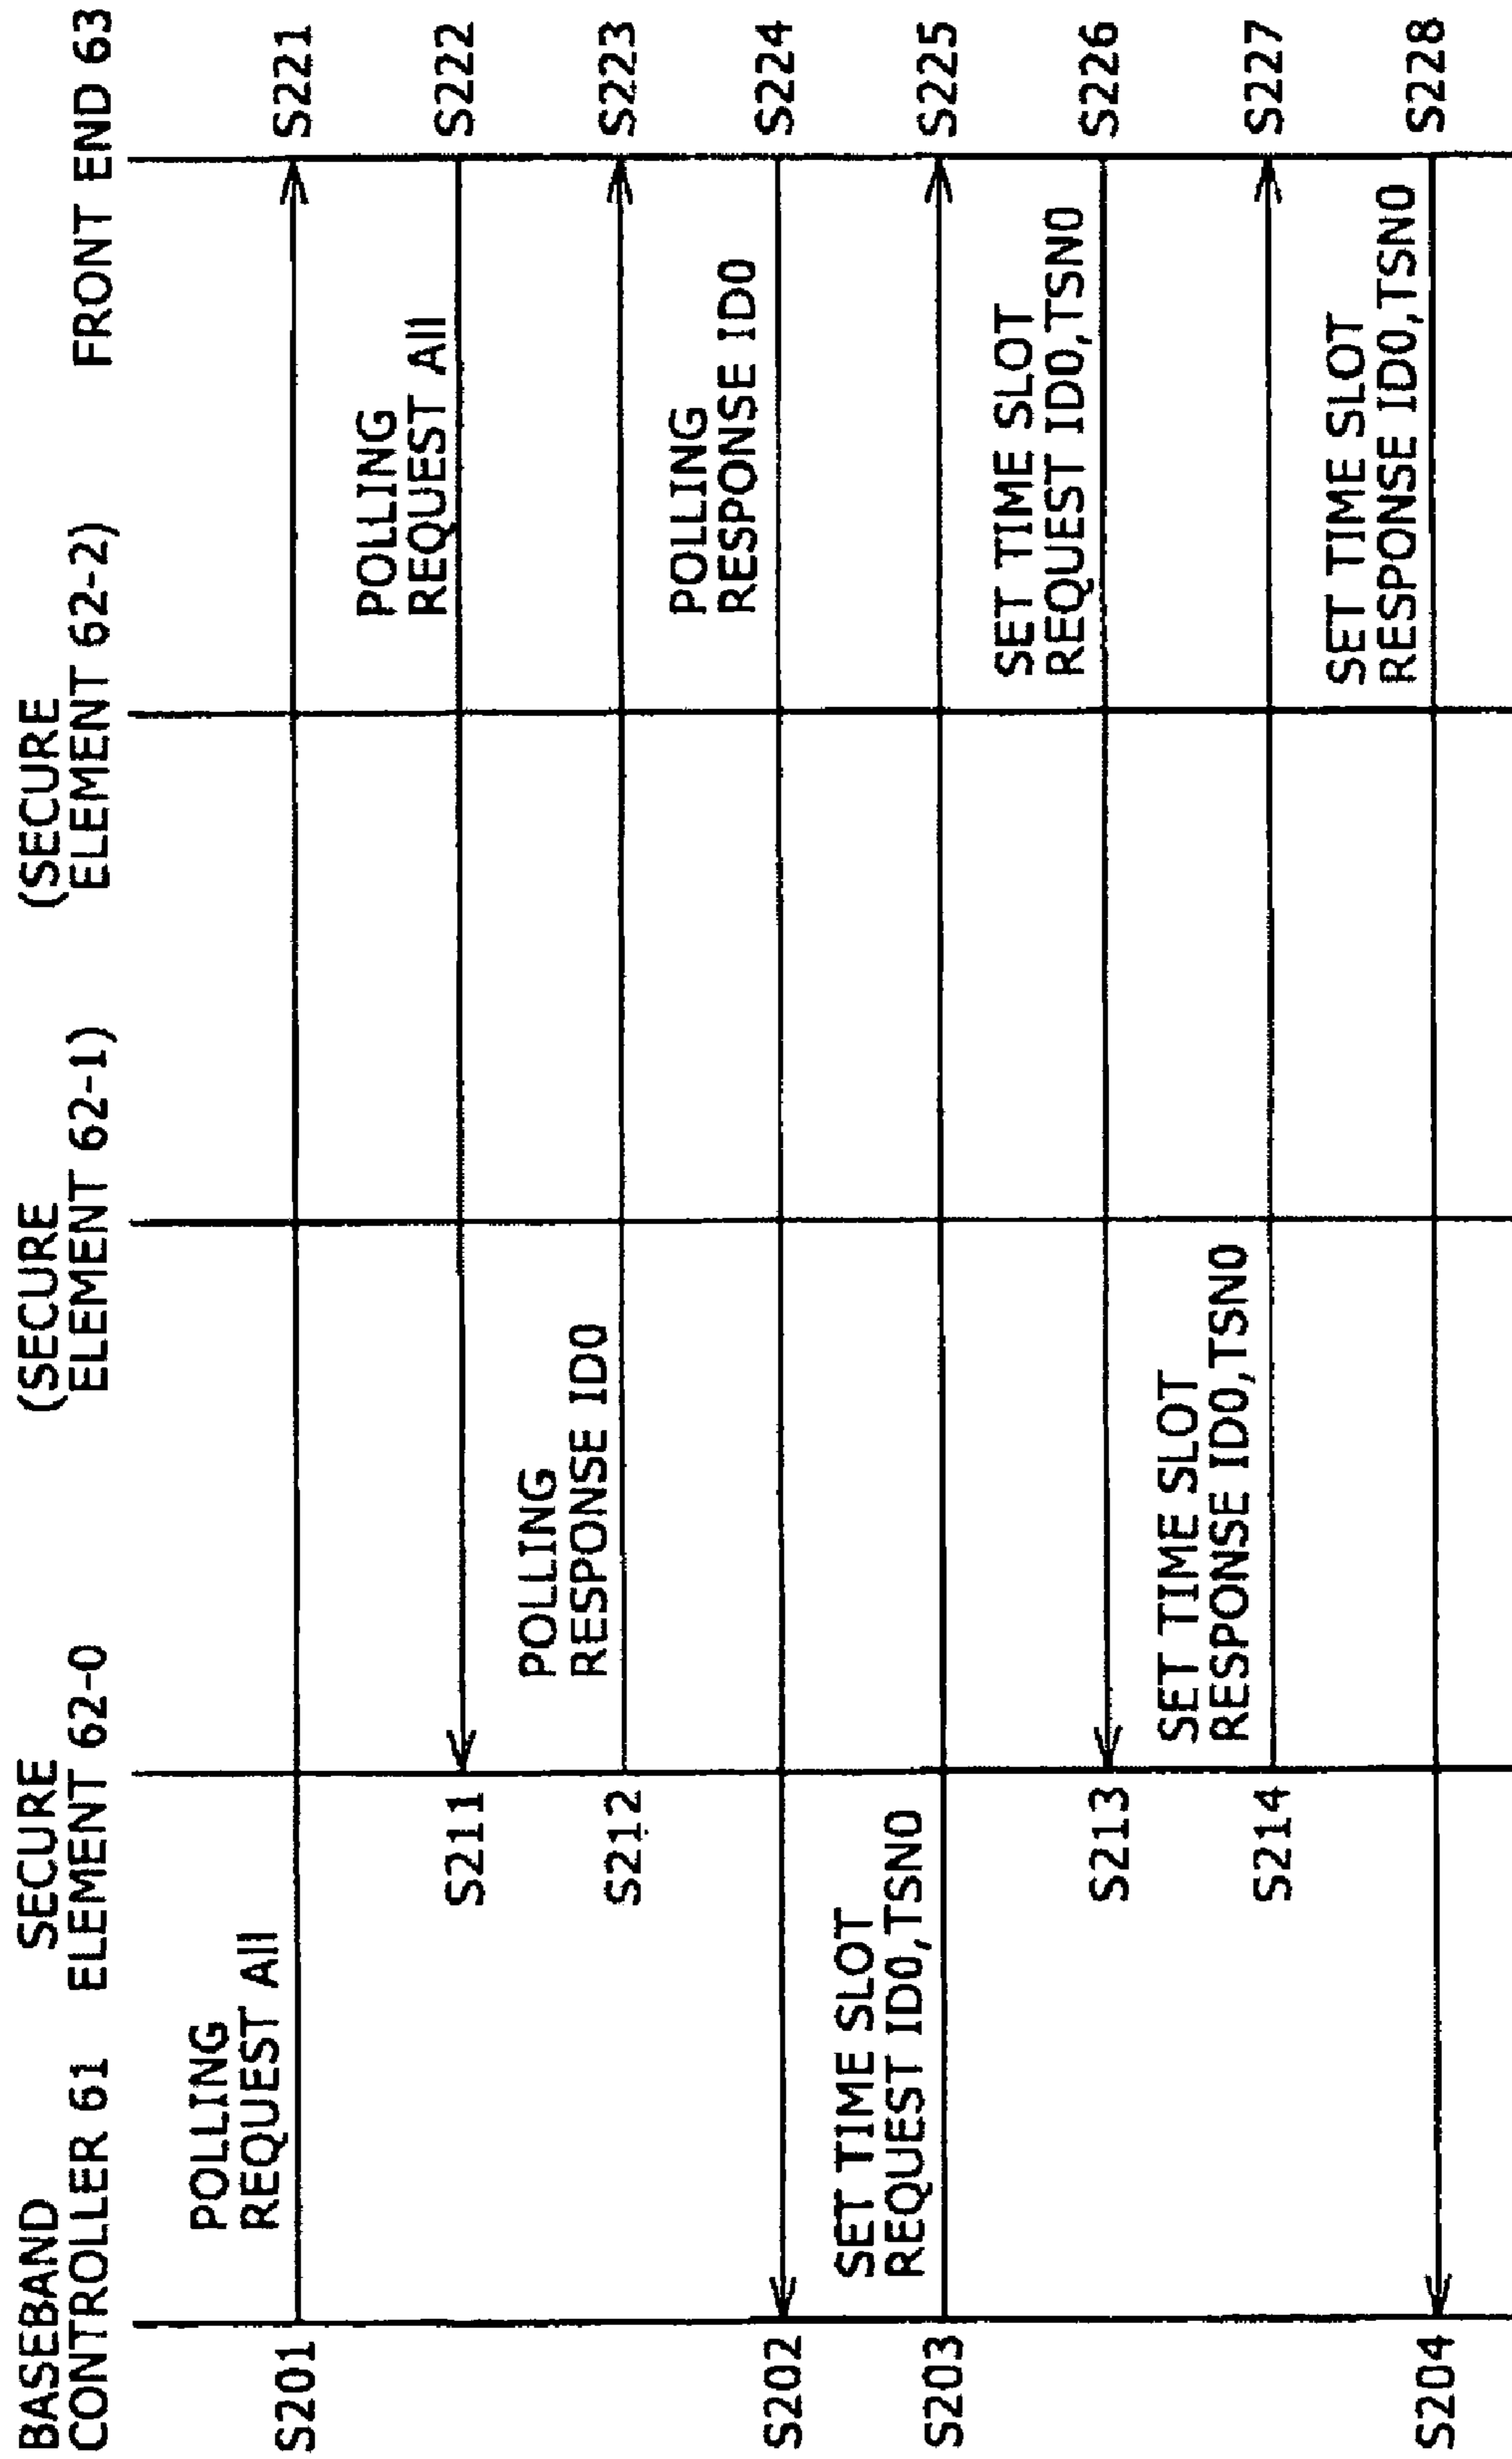 BASEBAND
CONTROLLER 61
SECURE
ELEMENT 62-0
(SECURE
ELEMENT 62-1)
(SECURE
ELEMENT 62-2)
FRONT END 63
POLLING
REQUEST All
S201
S221
POLLING
REQUEST All
S211
S222
POLLING
RESPONSE ID0
S212
S223
POLLING
RESPONSE ID0
S202
S224
SET TIME SLOT
REQUEST ID0,TSN0
S203
S225
SET TIME SLOT
REQUEST ID0,TSN0
S213
S226
SET TIME SLOT
RESPONSE ID0,TSN0
S214
S227
SET TIME SLOT
RESPONSE ID0,TSN0
S204
S228